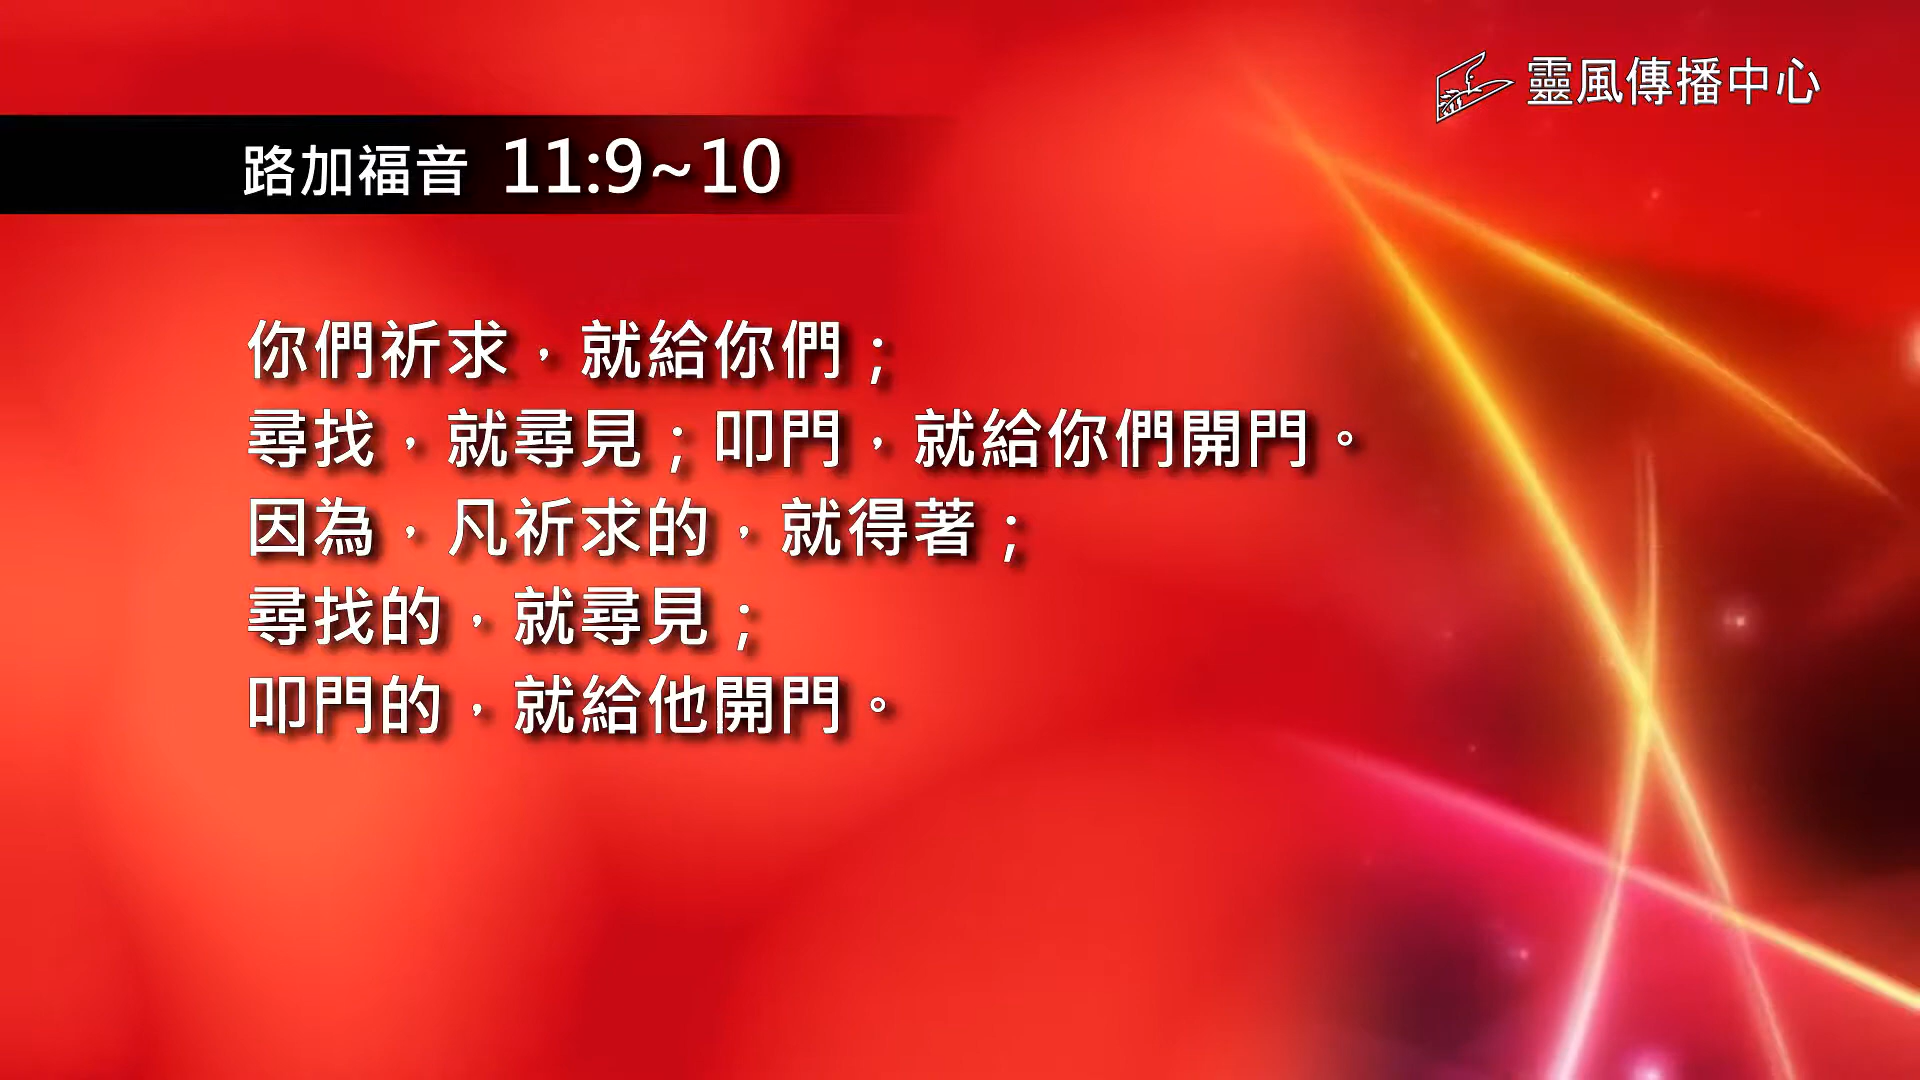 靈風傳播中心
路加福音 11:9~10
你們祈求，就給你們；
尋找，就尋見；叩門，就給你們開門。
因為，凡祈求的，就得著；
尋找的，就尋見；
叩門的，就給他開門。